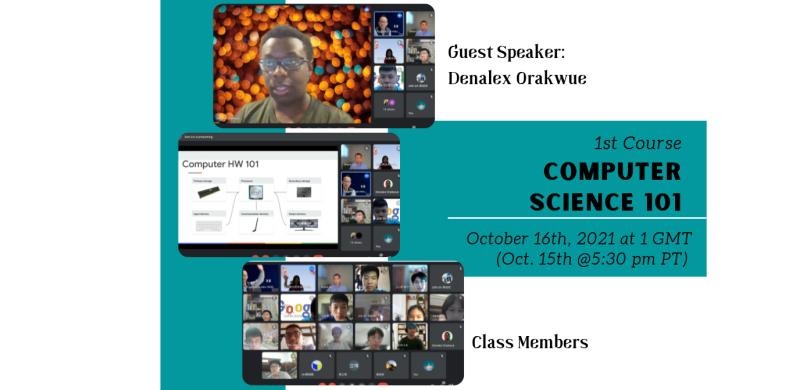 Guest Speaker:
Denalex Orakwue
1st Course
COMPUTER
SCIENCE 101
October 16th, 2021 at 1 GMT
(Oct. 15th @5:30 pm PT)
Computer HW 101
Class Members